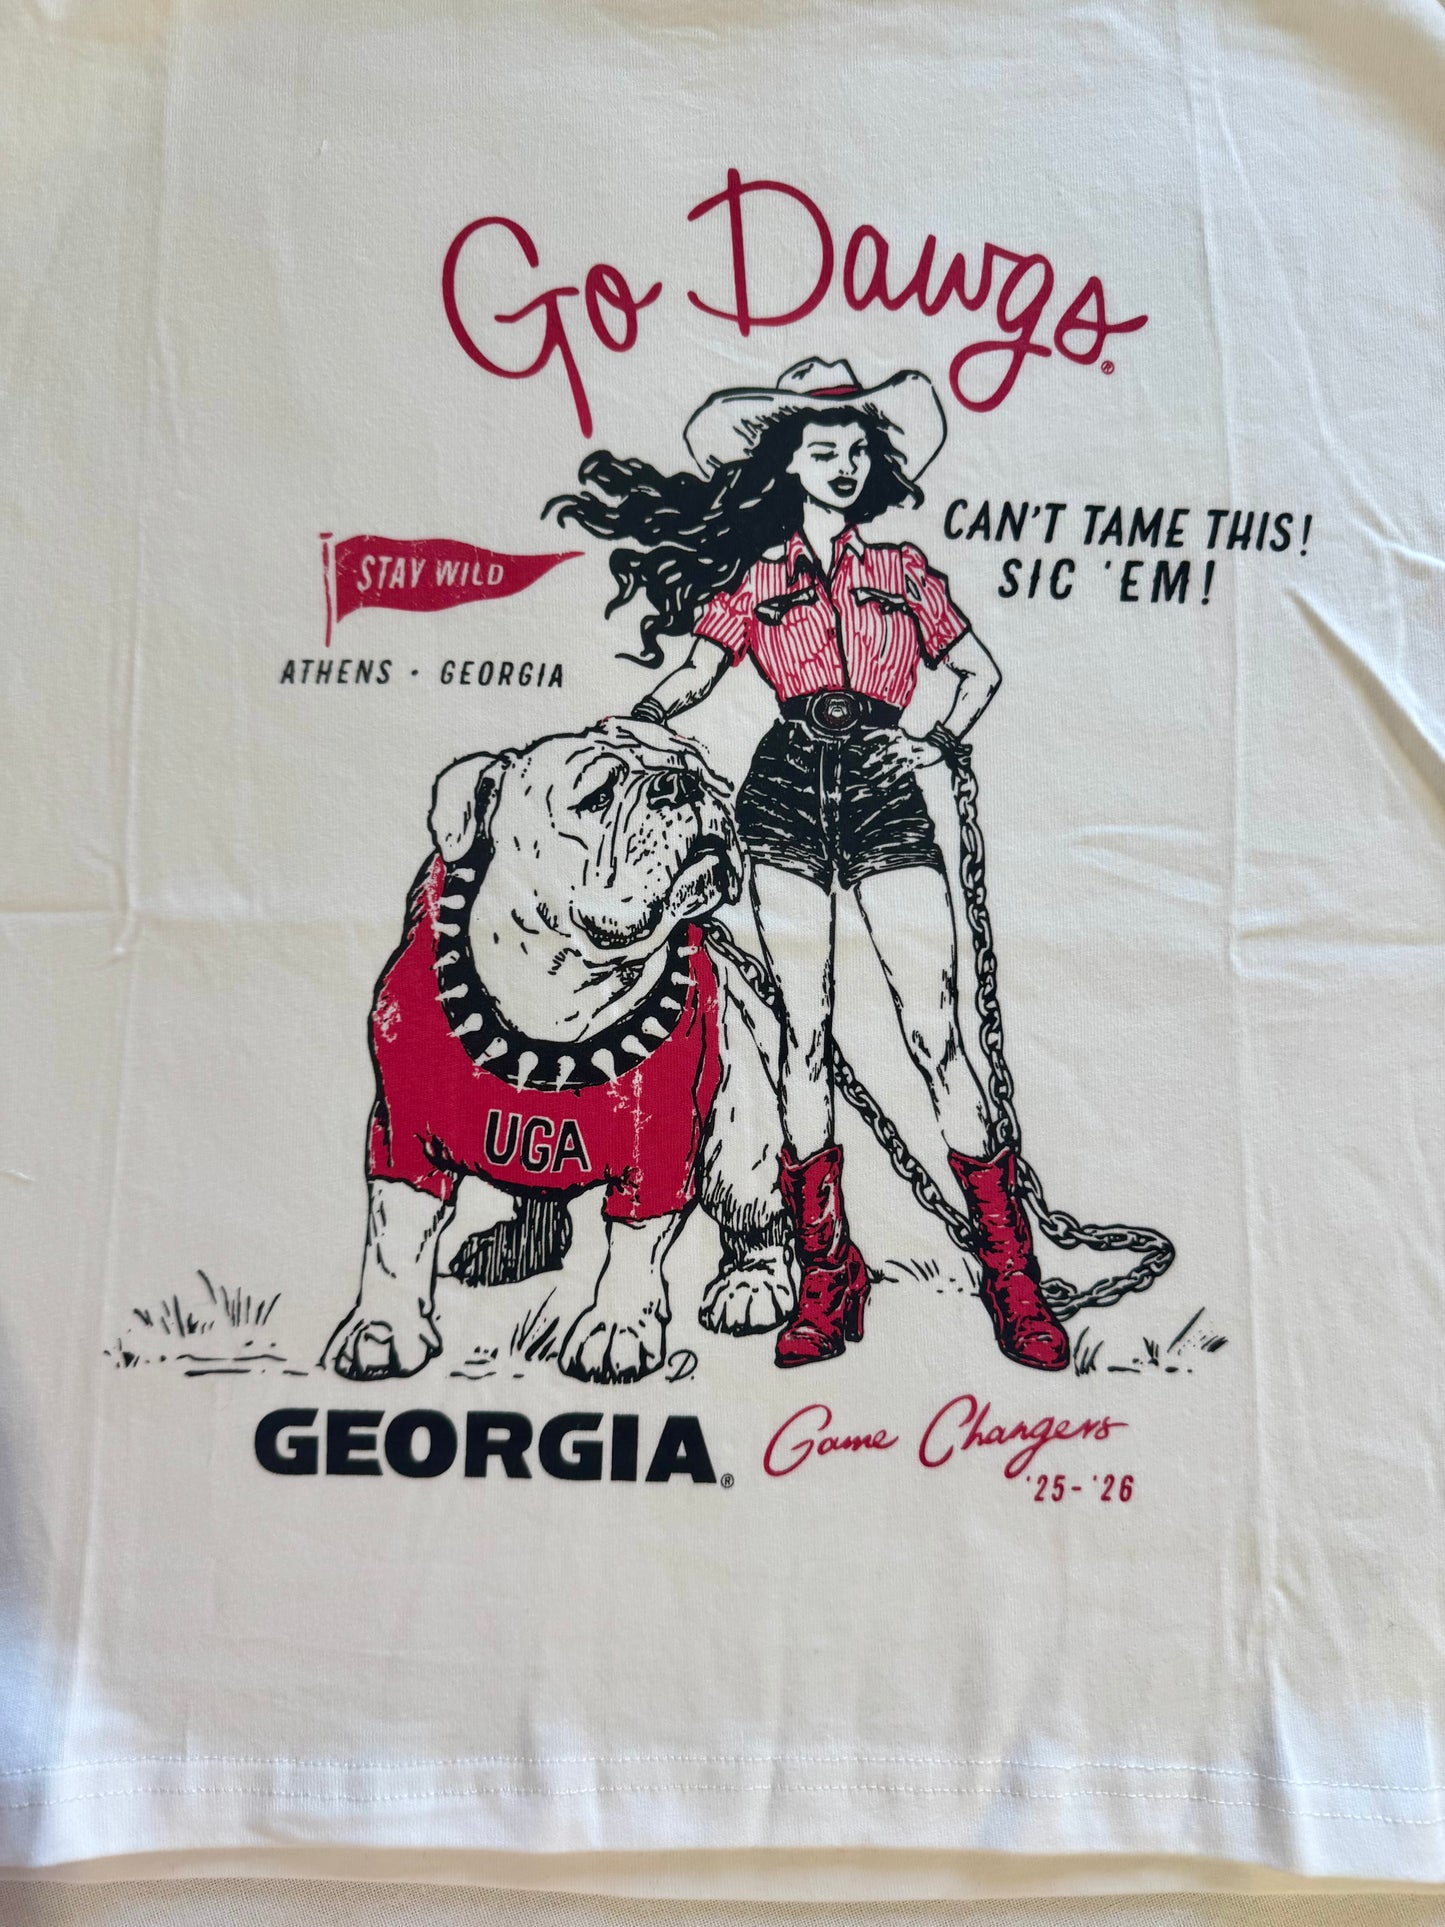 Go Dawgs®
CAN'T TAME THIS!
SIC 'EM!
STAY WILD
ATHENS · GEORGIA
UGA
D.
GEORGIA®
Game Changers
'25-'26